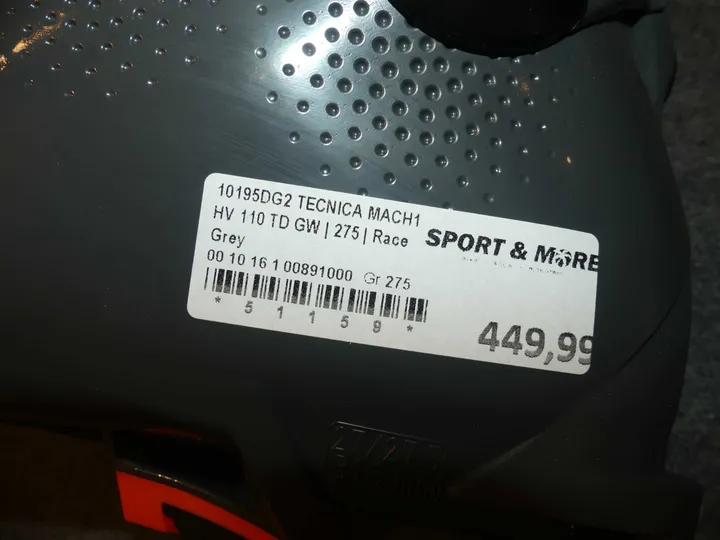 10195DG2 TECNICA MACH1
HV 110 TD GW | 275 | Race
Grey
SPORT & MORE
00 10 16 1 00891000 Gr 275
* 5 1 1 5 9 *
449,99